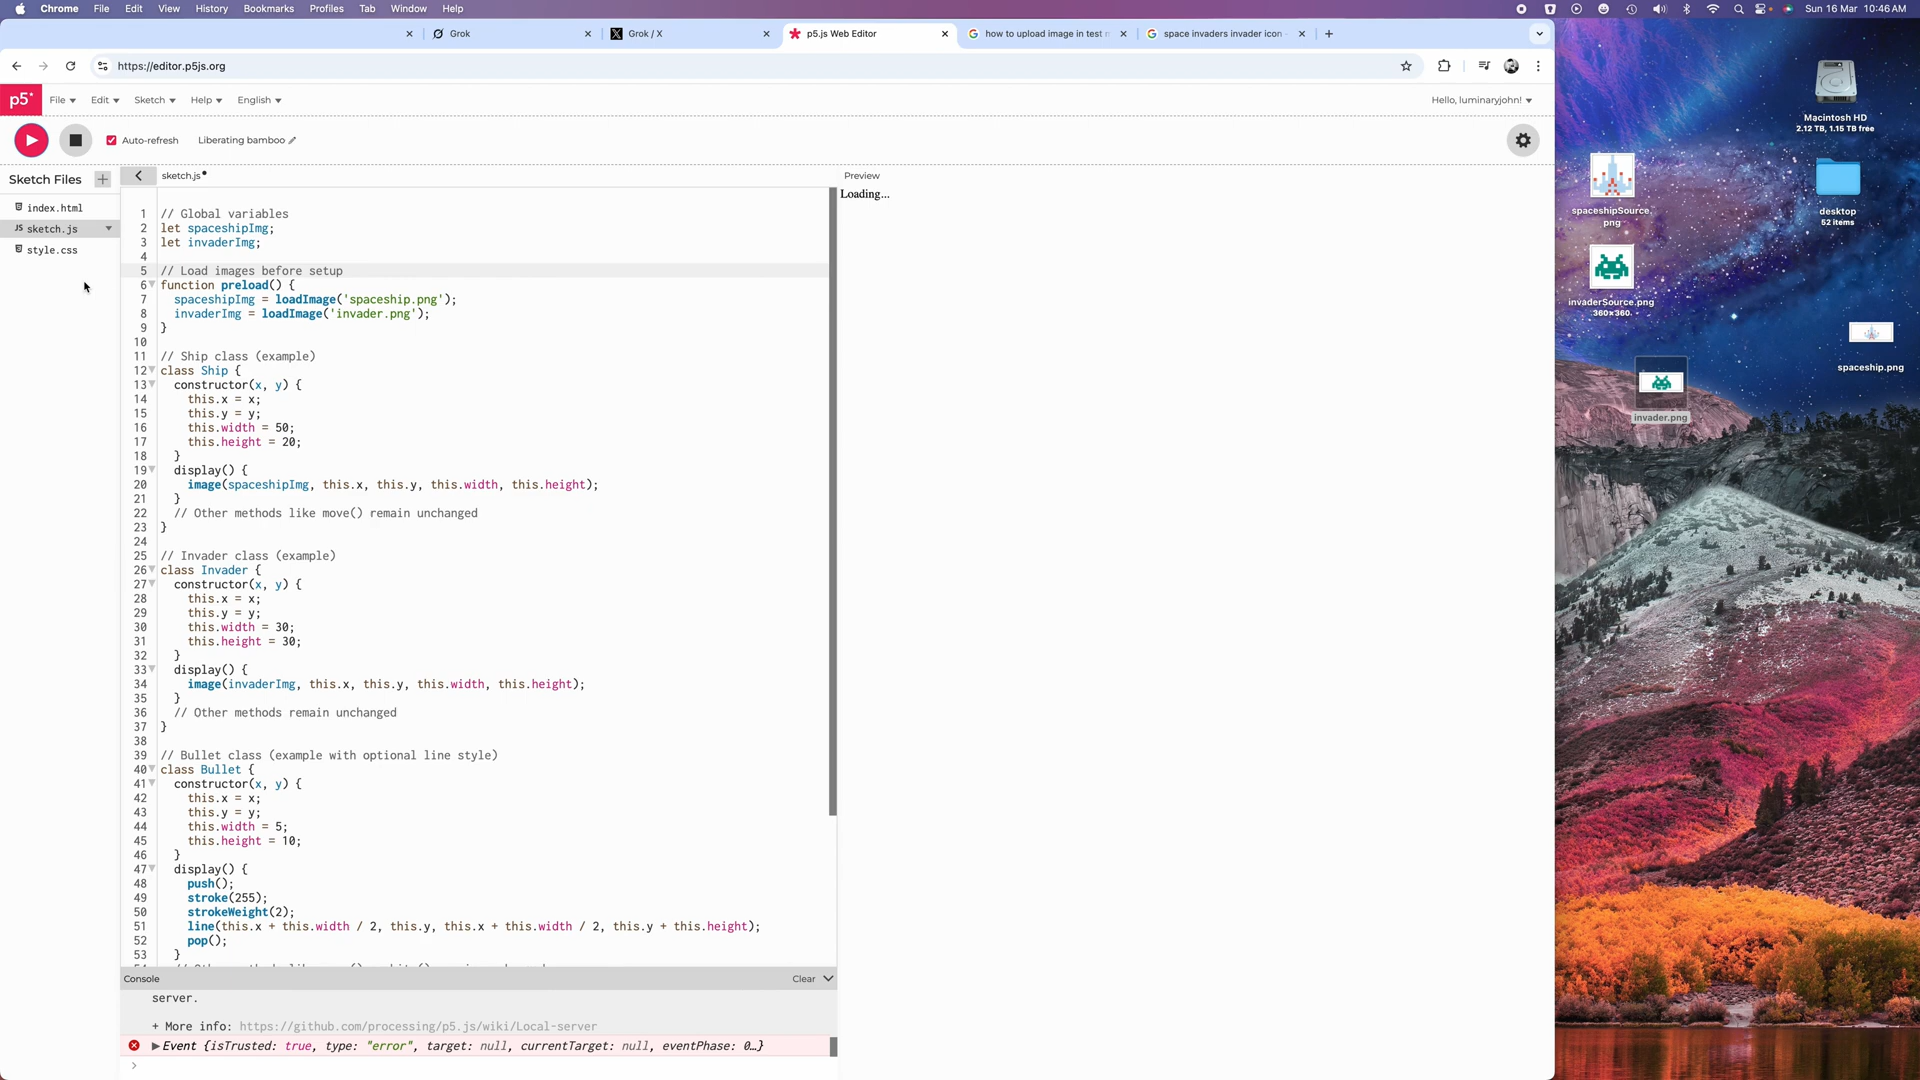 Chrome File Edit View History Bookmarks Profiles Tab Window Help
Sun 16 Mar 10:46 AM
Grok
Grok / X
p5.js Web Editor
how to upload image in test
space invaders invader icon
https://editor.p5js.org
p5* File Edit Sketch Help English
Hello, luminaryjohn!
Auto-refresh
Liberating bamboo
Sketch Files
index.html
JS sketch.js
style.css
sketch.js
Preview
Loading...
1 // Global variables
2 let spaceshipImg;
3 let invaderImg;
4
5 // Load images before setup
6 function preload() {
7 spaceshipImg = loadImage('spaceship.png');
8 invaderImg = loadImage('invader.png');
9 }
10
11 // Ship class (example)
12 class Ship {
13 constructor(x, y) {
14 this.x = x;
15 this.y = y;
16 this.width = 50;
17 this.height = 20;
18 }
19 display() {
20 image(spaceshipImg, this.x, this.y, this.width, this.height);
21 }
22 // Other methods like move() remain unchanged
23 }
24
25 // Invader class (example)
26 class Invader {
27 constructor(x, y) {
28 this.x = x;
29 this.y = y;
30 this.width = 30;
31 this.height = 30;
32 }
33 display() {
34 image(invaderImg, this.x, this.y, this.width, this.height);
35 }
36 // Other methods remain unchanged
37 }
38
39 // Bullet class (example with optional line style)
40 class Bullet {
41 constructor(x, y) {
42 this.x = x;
43 this.y = y;
44 this.width = 5;
45 this.height = 10;
46 }
47 display() {
48 push();
49 stroke(255);
50 strokeWeight(2);
51 line(this.x + this.width / 2, this.y, this.x + this.width / 2, this.y + this.height);
52 pop();
53 }
Console
Clear
server.
+ More info: https://github.com/processing/p5.js/wiki/Local-server
▶Event {isTrusted: true, type: "error", target: null, currentTarget: null, eventPhase: 0…}
>
Macintosh HD
2.12 TB, 1.15 TB free
spaceshipSource.
png
desktop
52 items
invaderSource.png
360×360
spaceship.png
invader.png